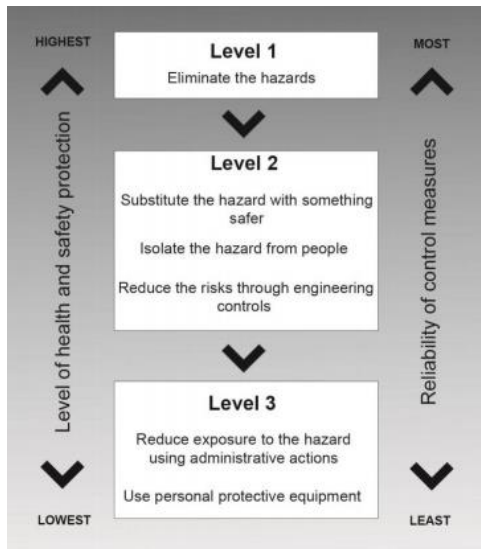 HIGHEST
MOST
Level 1
Eliminate the hazards
Level of health and safety protection
Reliability of control measures
Level 2
Substitute the hazard with something
safer
Isolate the hazard from people
Reduce the risks through engineering
controls
Level 3
Reduce exposure to the hazard
using administrative actions
Use personal protective equipment
LOWEST
LEAST